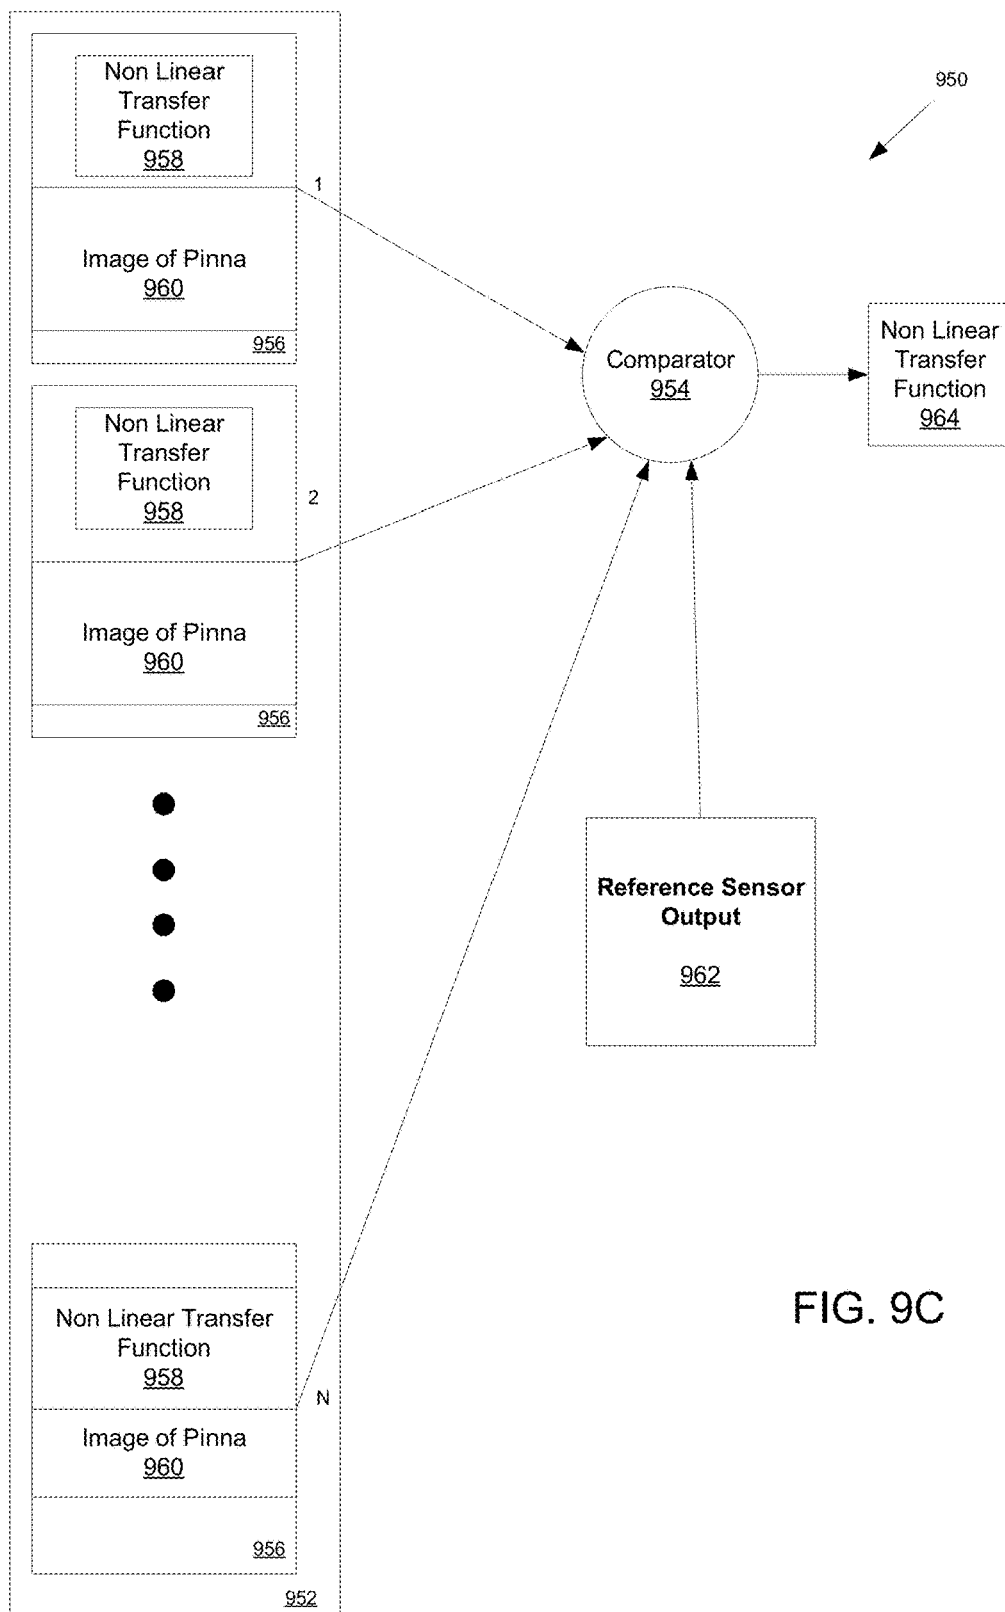 Non Linear
Transfer
Function
958
1
Image of Pinna
960
956
Non Linear
Transfer
Function
958
2
Image of Pinna
960
956
Non Linear Transfer
Function
958
N
Image of Pinna
960
956
952
950
Comparator
954
Non Linear
Transfer
Function
964
Reference Sensor
Output
962
FIG. 9C